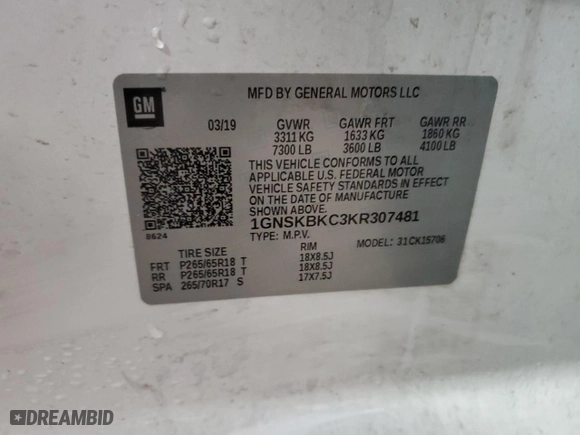 GM
MFD BY GENERAL MOTORS LLC
03/19 GVWR GAWR FRT GAWR RR
3311 KG 1633 KG 1860 KG
7300 LB 3600 LB 4100 LB
THIS VEHICLE CONFORMS TO ALL
APPLICABLE U.S. FEDERAL MOTOR
VEHICLE SAFETY STANDARDS IN EFFECT
ON THE DATE OF MANUFACTURE
1GNSKBKC3KR307481
8624 TYPE: M.P.V. MODEL: 31CK15706
TIRE SIZE RIM
FRT P265/65R18 T 18X8.5J
RR P265/65R18 T 18X8.5J
SPA 265/70R17 S 17X7.5J
DREAMBID